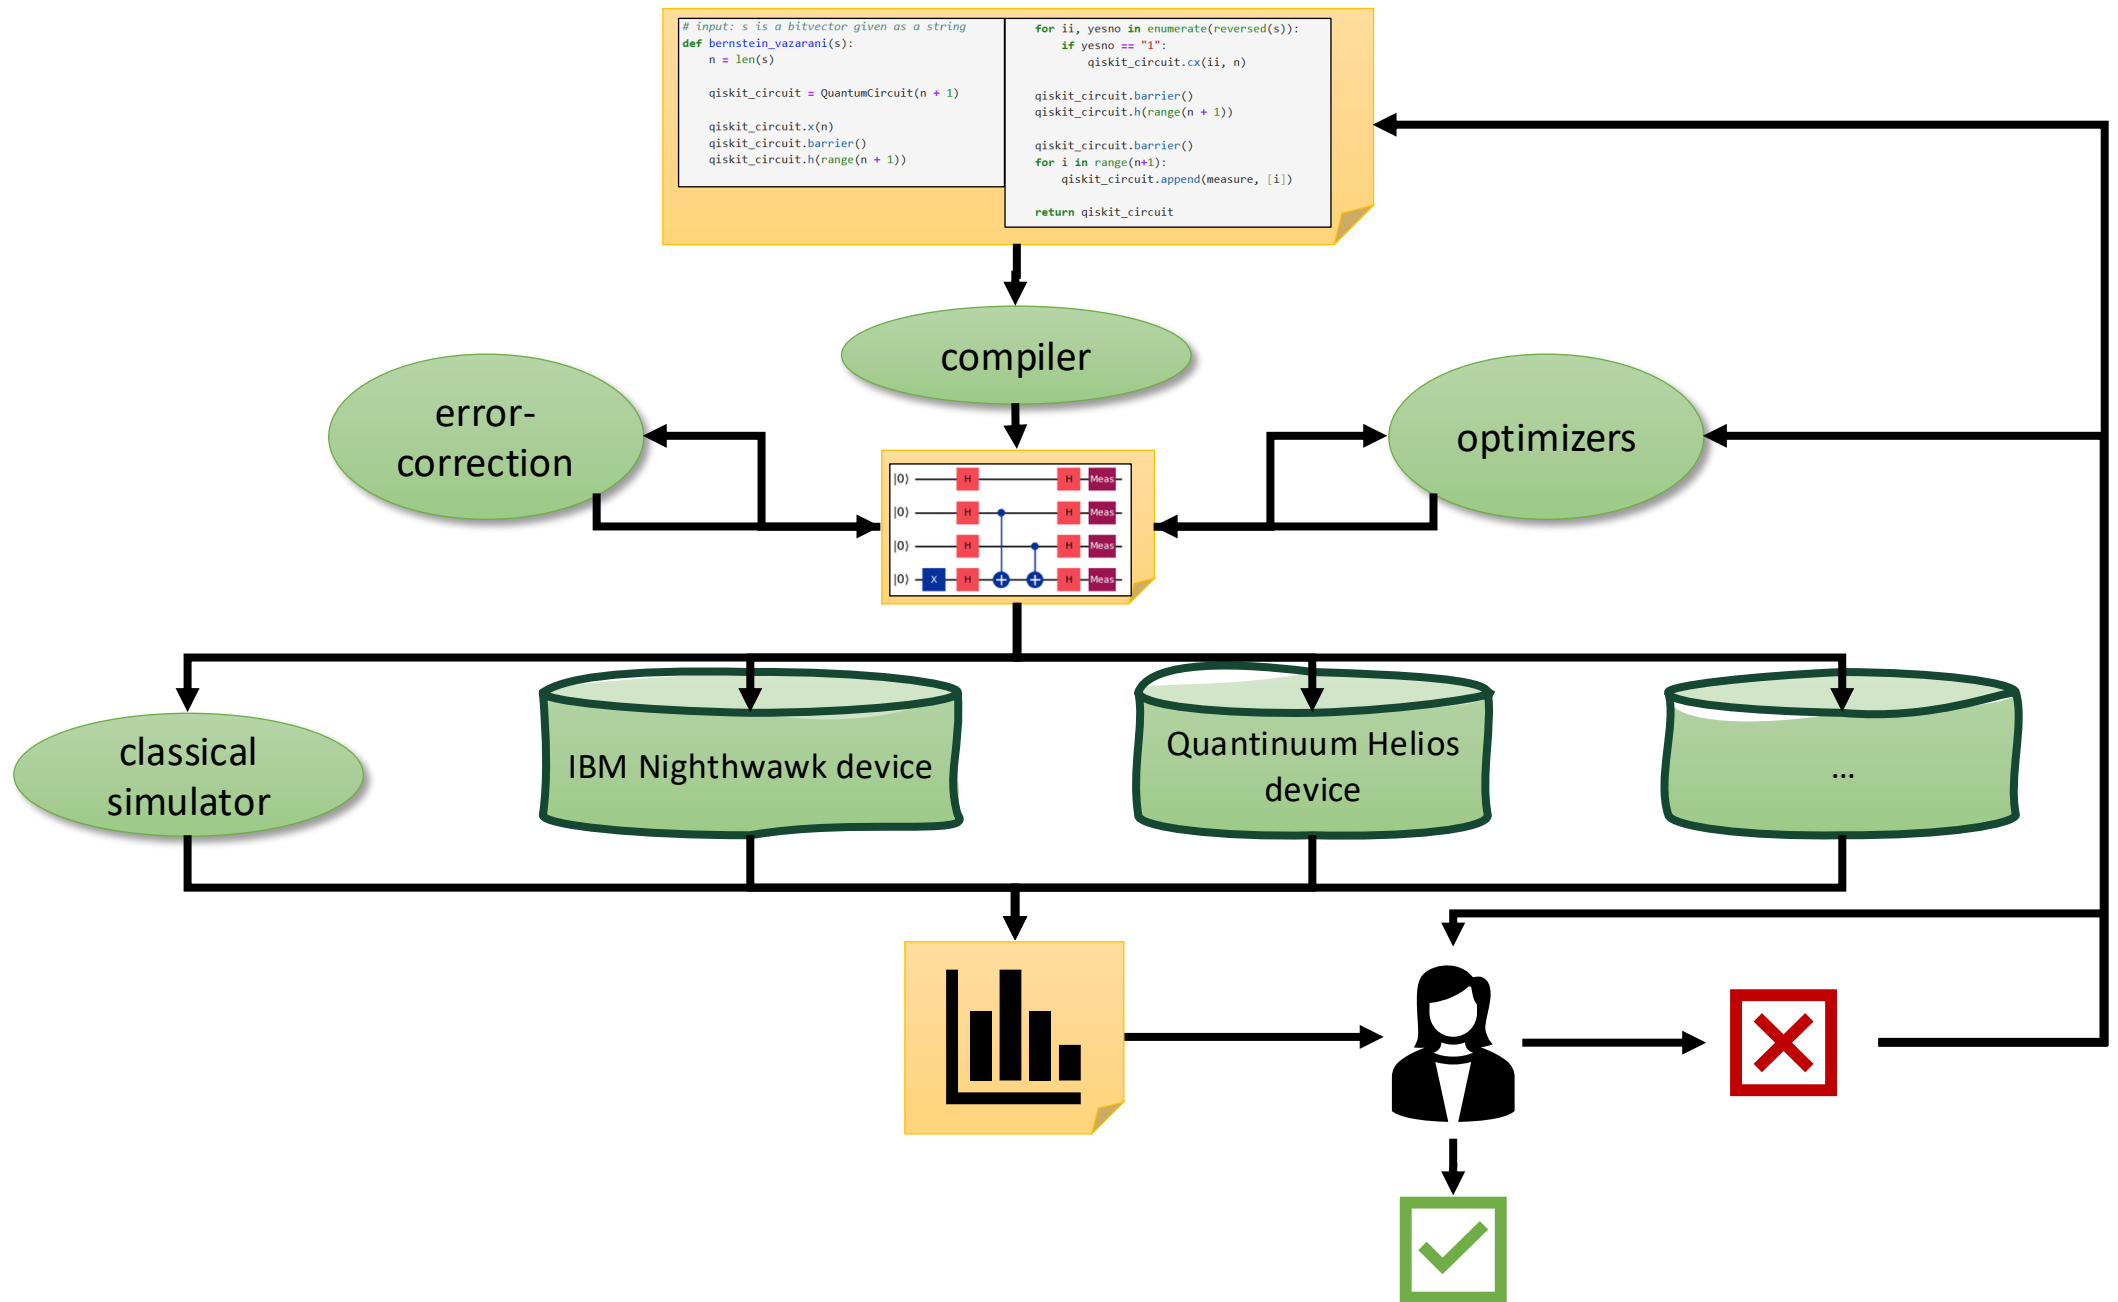 # input: s is a bitvector given as a string
def bernstein_vazarani(s):
    n = len(s)
    qiskit_circuit = QuantumCircuit(n + 1)
    qiskit_circuit.x(n)
    qiskit_circuit.barrier()
    qiskit_circuit.h(range(n + 1))
for ii, yesno in enumerate(reversed(s)):
    if yesno == "1":
        qiskit_circuit.cx(ii, n)
qiskit_circuit.barrier()
qiskit_circuit.h(range(n + 1))
qiskit_circuit.barrier()
for i in range(n+1):
    qiskit_circuit.append(measure, [i])
return qiskit_circuit
compiler
error-
correction
optimizers
|0⟩ H H Meas
|0⟩ H H Meas
|0⟩ H H Meas
|0⟩ X H H Meas
classical
simulator
IBM Nighthwawk device
Quantinuum Helios
device
...